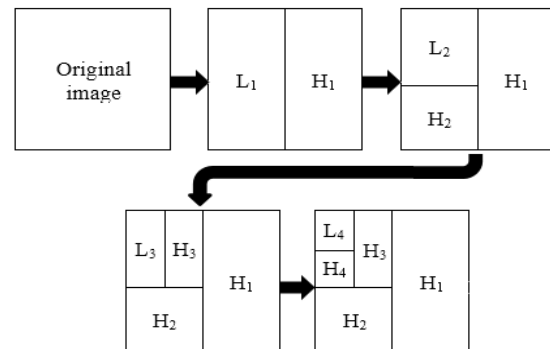 Original
image
L₁ H₁
L₂
H₁
H₂
L₃ H₃
H₁
H₂
L₄
H₃
H₄
H₁
H₂